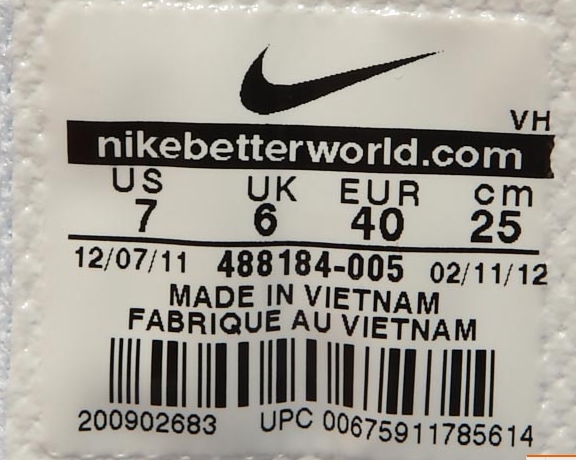 VH
nikebetterworld.com
US UK EUR cm
7 6 40 25
12/07/11 488184-005 02/11/12
MADE IN VIETNAM
FABRIQUE AU VIETNAM
200902683 UPC 00675911785614